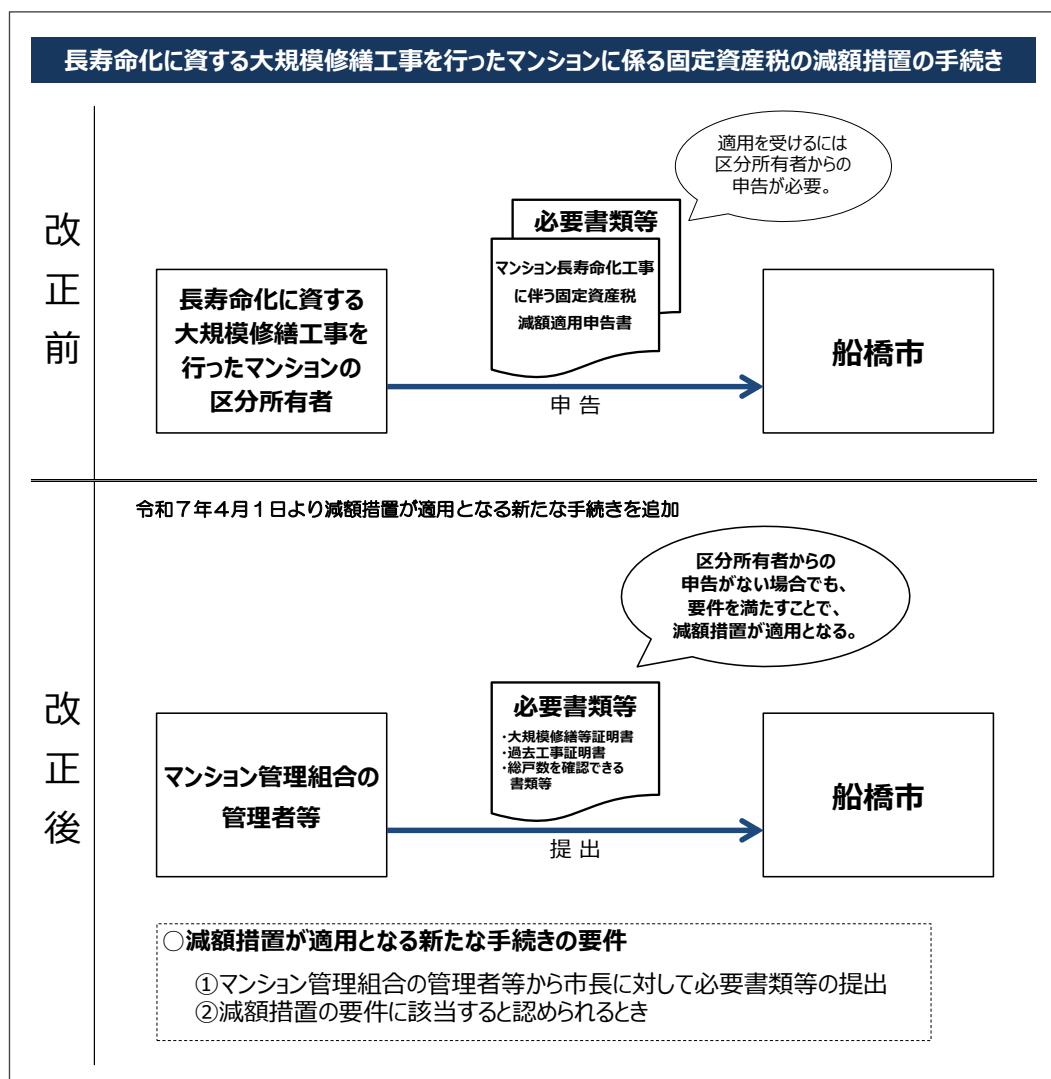 長寿命化に資する大規模修繕工事を行ったマンションに係る固定資産税の減額措置の手続き
改正前
適用を受けるには
区分所有者からの
申告が必要。
必要書類等
マンション長寿命化工事
に伴う固定資産税
減額適用申告書
長寿命化に資する
大規模修繕工事を
行ったマンションの
区分所有者
申告
船橋市
令和7年4月1日より減額措置が適用となる新たな手続きを追加
改正後
区分所有者からの
申告がない場合でも、
要件を満たすことで、
減額措置が適用となる。
必要書類等
・大規模修繕等証明書
・過去工事証明書
・総戸数を確認できる
書類等
マンション管理組合の
管理者等
提出
船橋市
○減額措置が適用となる新たな手続きの要件
①マンション管理組合の管理者等から市長に対して必要書類等の提出
②減額措置の要件に該当すると認められるとき